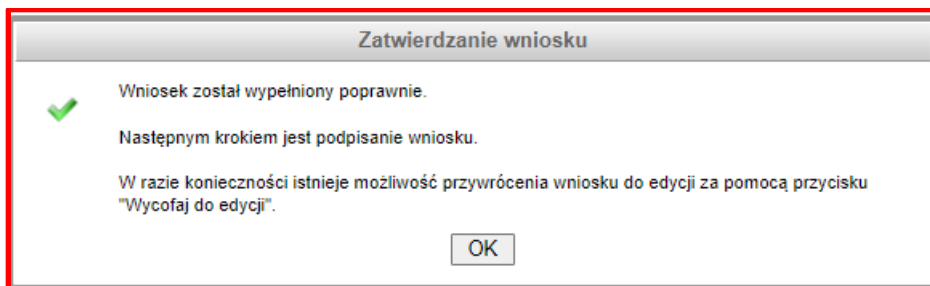 Zatwierdzanie wniosku
Wniosek został wypełniony poprawnie.
Następnym krokiem jest podpisanie wniosku.
W razie konieczności istnieje możliwość przywrócenia wniosku do edycji za pomocą przycisku
"Wycofaj do edycji".
OK